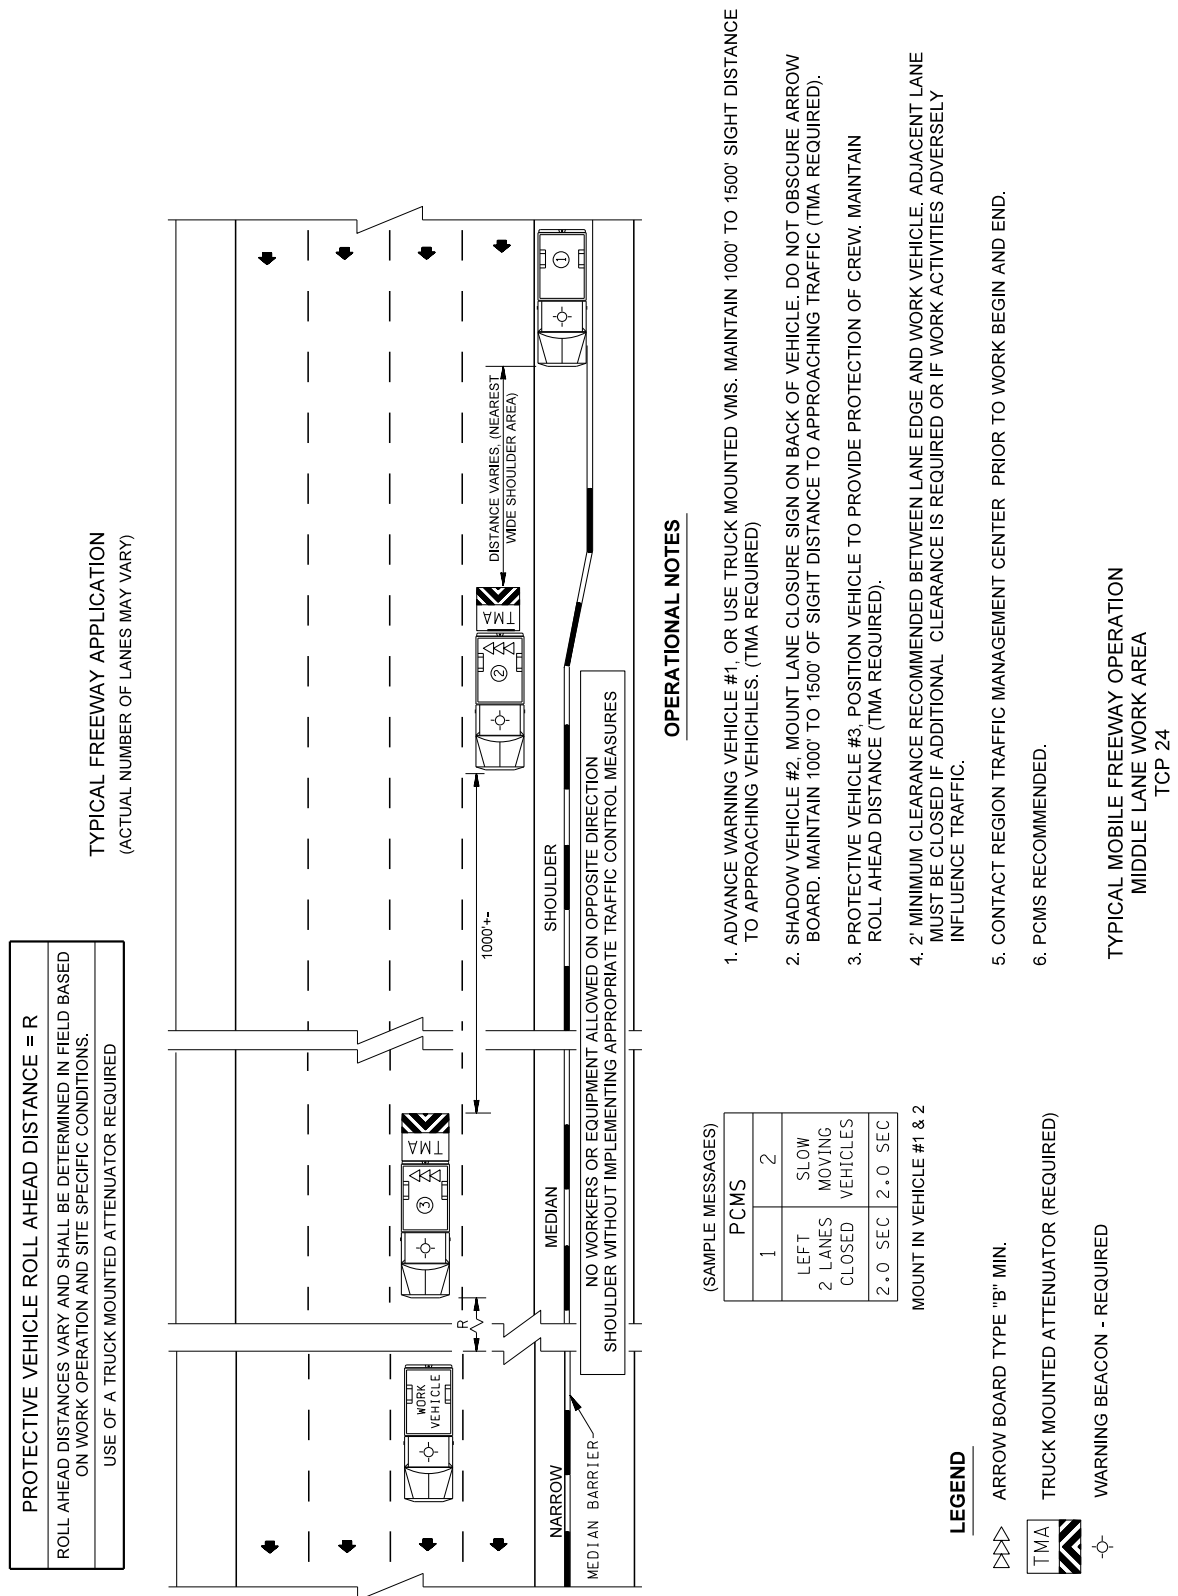 PROTECTIVE VEHICLE ROLL AHEAD DISTANCE = R
ROLL AHEAD DISTANCES VARY AND SHALL BE DETERMINED IN FIELD BASED
ON WORK OPERATION AND SITE SPECIFIC CONDITIONS.
USE OF A TRUCK MOUNTED ATTENUATOR REQUIRED
TYPICAL FREEWAY APPLICATION
(ACTUAL NUMBER OF LANES MAY VARY)
WORK
VEHICLE
R
3
TMA
1000'+-
2
TMA
DISTANCE VARIES, (NEAREST
WIDE SHOULDER AREA)
1
NARROW
MEDIAN
SHOULDER
MEDIAN BARRIER
NO WORKERS OR EQUIPMENT ALLOWED ON OPPOSITE DIRECTION
SHOULDER WITHOUT IMPLEMENTING APPROPRIATE TRAFFIC CONTROL MEASURES
OPERATIONAL NOTES
1. ADVANCE WARNING VEHICLE #1, OR USE TRUCK MOUNTED VMS. MAINTAIN 1000' TO 1500' SIGHT DISTANCE
TO APPROACHING VEHICHLES. (TMA REQUIRED)
2. SHADOW VEHICLE #2, MOUNT LANE CLOSURE SIGN ON BACK OF VEHICLE. DO NOT OBSCURE ARROW
BOARD. MAINTAIN 1000' TO 1500' OF SIGHT DISTANCE TO APPROACHING TRAFFIC (TMA REQUIRED).
3. PROTECTIVE VEHICLE #3, POSITION VEHICLE TO PROVIDE PROTECTION OF CREW. MAINTAIN
ROLL AHEAD DISTANCE (TMA REQUIRED).
4. 2' MINIMUM CLEARANCE RECOMMENDED BETWEEN LANE EDGE AND WORK VEHICLE. ADJACENT LANE
MUST BE CLOSED IF ADDITIONAL CLEARANCE IS REQUIRED OR IF WORK ACTIVITIES ADVERSELY
INFLUENCE TRAFFIC.
5. CONTACT REGION TRAFFIC MANAGEMENT CENTER PRIOR TO WORK BEGIN AND END.
6. PCMS RECOMMENDED.
(SAMPLE MESSAGES)
PCMS
1 2
LEFT SLOW
2 LANES MOVING
CLOSED VEHICLES
2.0 SEC 2.0 SEC
MOUNT IN VEHICLE #1 & 2
LEGEND
ARROW BOARD TYPE "B" MIN.
TMA TRUCK MOUNTED ATTENUATOR (REQUIRED)
WARNING BEACON - REQUIRED
TYPICAL MOBILE FREEWAY OPERATION
MIDDLE LANE WORK AREA
TCP 24